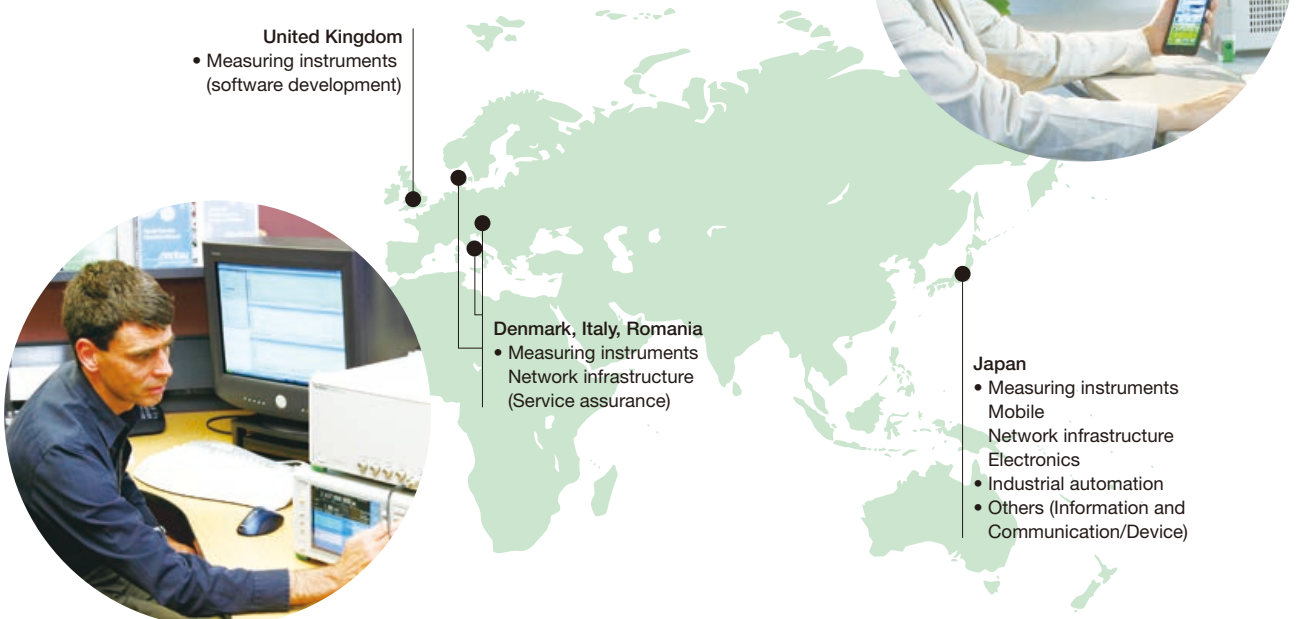 United Kingdom
• Measuring instruments
(software development)
Denmark, Italy, Romania
• Measuring instruments
Network infrastructure
(Service assurance)
Japan
• Measuring instruments
Mobile
Network infrastructure
Electronics
• Industrial automation
• Others (Information and
Communication/Device)